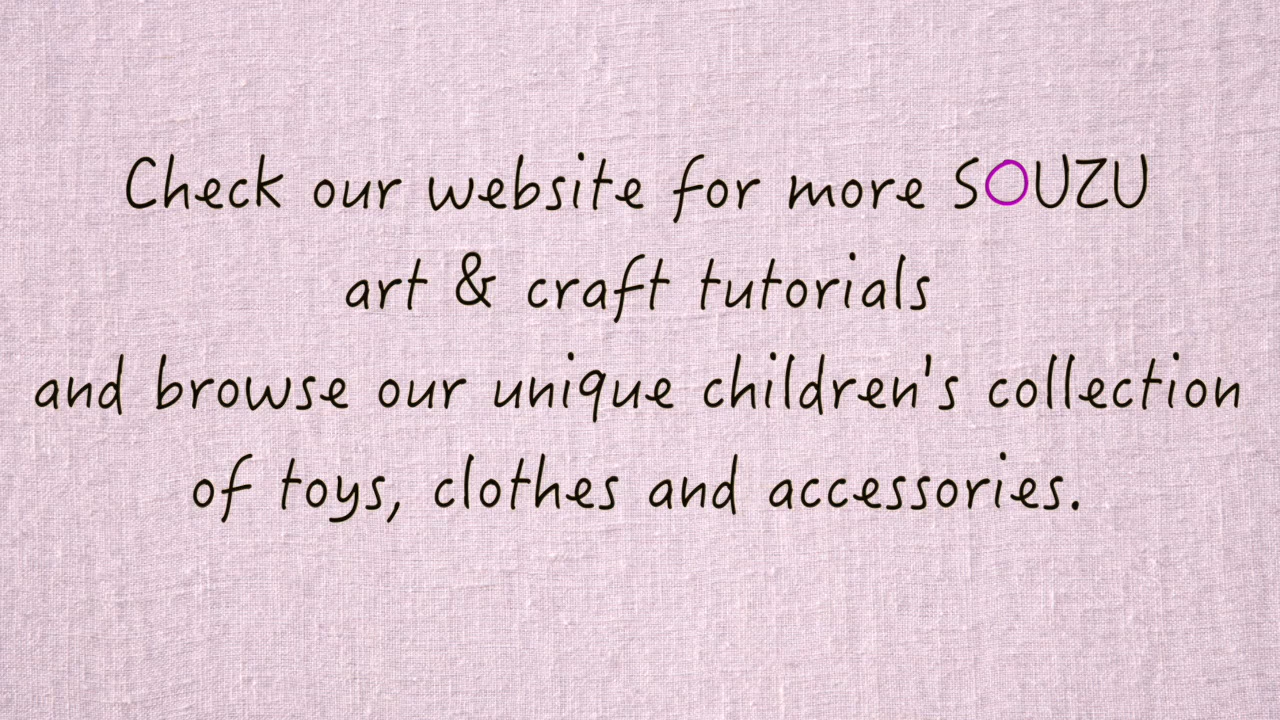 Check our website for more SOUZU
art & craft tutorials
and browse our unique children's collection
of toys, clothes and accessories.